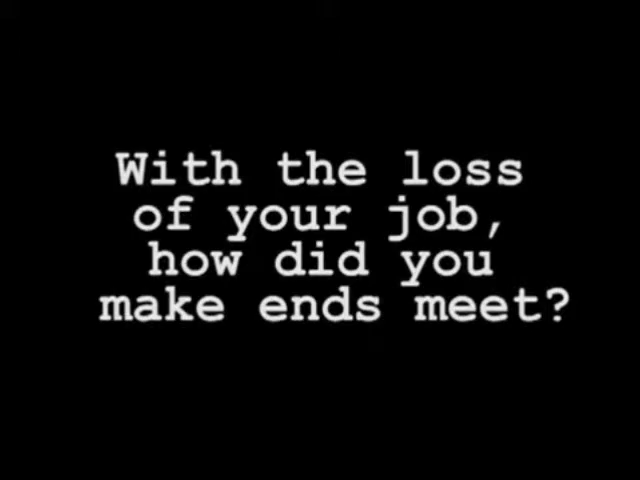 With the loss
of your job,
how did you
make ends meet?